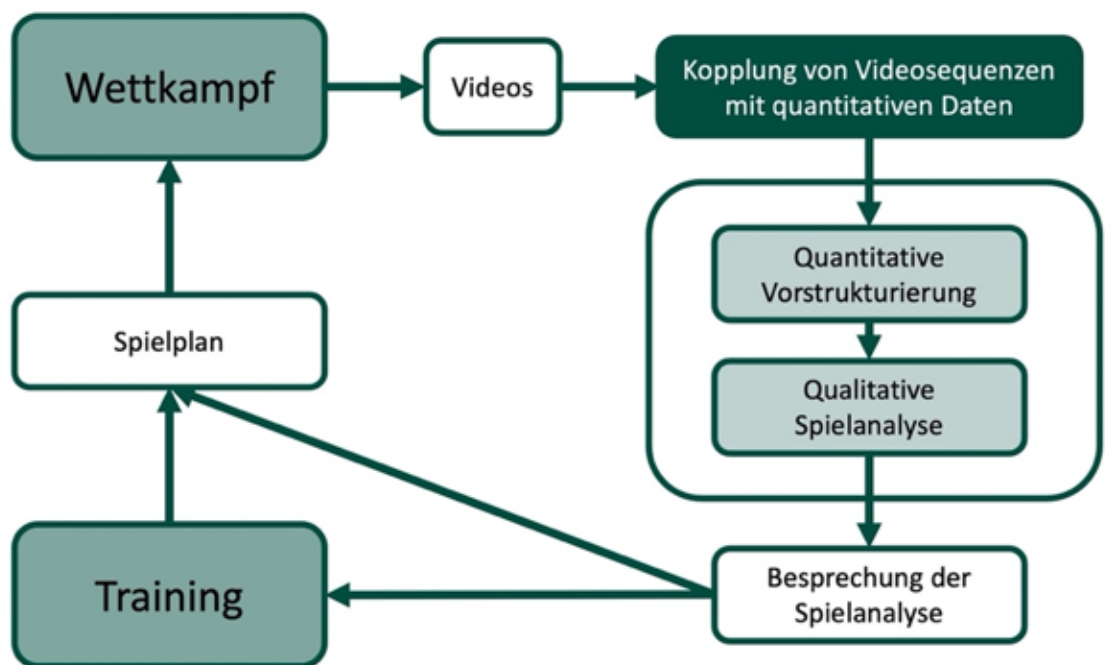 Wettkampf
Videos
Kopplung von Videosequenzen
mit quantitativen Daten
Quantitative
Vorstrukturierung
Spielplan
Qualitative
Spielanalyse
Training
Besprechung der
Spielanalyse